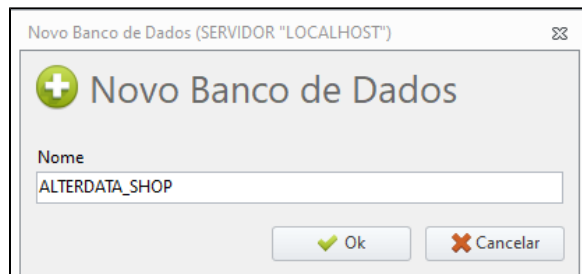 Novo Banco de Dados (SERVIDOR "LOCALHOST")
Novo Banco de Dados
Nome
ALTERDATA_SHOP
Ok Cancelar